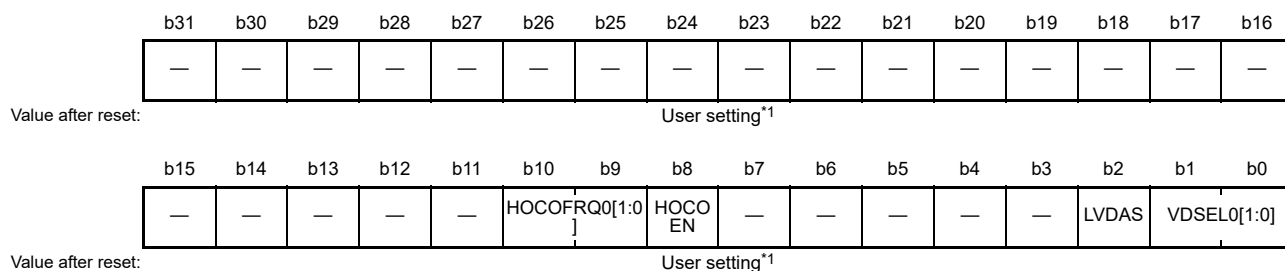 b31 b30 b29 b28 b27 b26 b25 b24 b23 b22 b21 b20 b19 b18 b17 b16
— — — — — — — — — — — — — — — —
Value after reset: User setting*1
b15 b14 b13 b12 b11 b10 b9 b8 b7 b6 b5 b4 b3 b2 b1 b0
— — — — — HOCOFRQ0[1:0] HOCOEN — — — — — LVDAS VDSEL0[1:0]
Value after reset: User setting*1